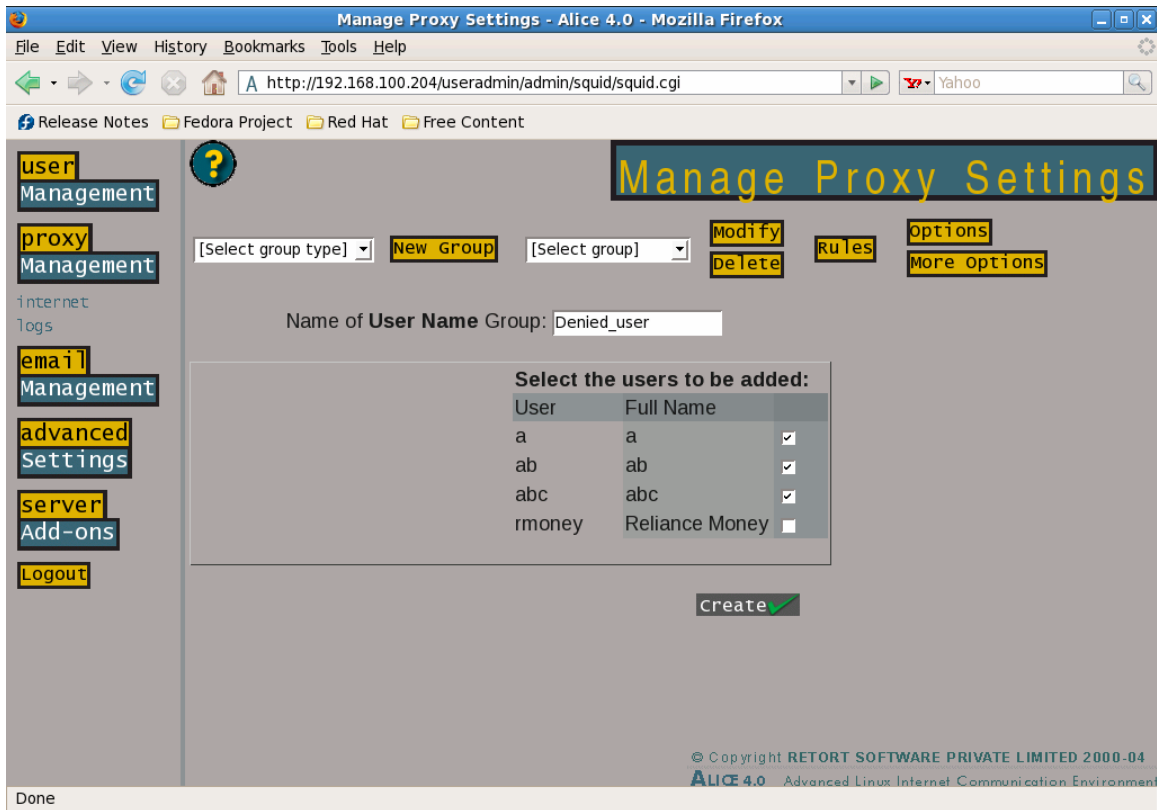 Manage Proxy Settings - Alice 4.0 - Mozilla Firefox
File Edit View History Bookmarks Tools Help
http://192.168.100.204/useradmin/admin/squid/squid.cgi
Yahoo
Release Notes Fedora Project Red Hat Free Content
user
Management
proxy
Management
internet
logs
email
Management
advanced
Settings
server
Add-ons
Logout
?
Manage Proxy Settings
[Select group type] New Group [Select group] Modify Delete Rules Options More Options
Name of User Name Group: Denied_user
Select the users to be added:
User Full Name
a a
ab ab
abc abc
rmoney Reliance Money
Create
© Copyright RETORT SOFTWARE PRIVATE LIMITED 2000-04
ALICE 4.0 Advanced Linux Internet Communication Environment
Done